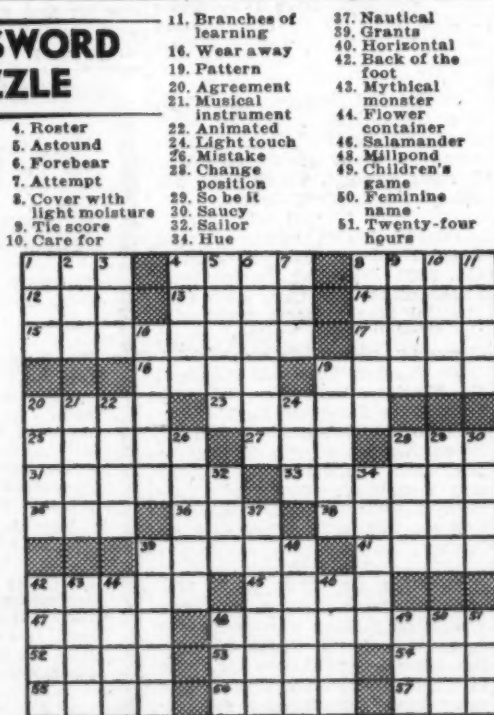 SWORD
ZZLE
4. Roster
5. Astound
6. Forebear
7. Attempt
8. Cover with
light moisture
9. Tie score
10. Care for
11. Branches of
learning
16. Wear away
19. Pattern
20. Agreement
21. Musical
instrument
22. Animated
24. Light touch
26. Mistake
28. Change
position
29. So be it
30. Saucy
32. Sailor
34. Hue
37. Nautical
39. Grants
40. Horizontal
42. Back of the
foot
43. Mythical
monster
44. Flower
container
46. Salamander
48. Millpond
49. Children's
game
50. Feminine
name
51. Twenty-four
hours
1 2 3 4 5 6 7 8 9 10 11
12 13 14
15 16 17
18 19
20 21 22 23 24
25 26 27 28 29 30
31 32 33 34
35 36 37 38
39 40 41
42 43 44 45 46
47 48 49 50 51
52 53 54
55 56 57